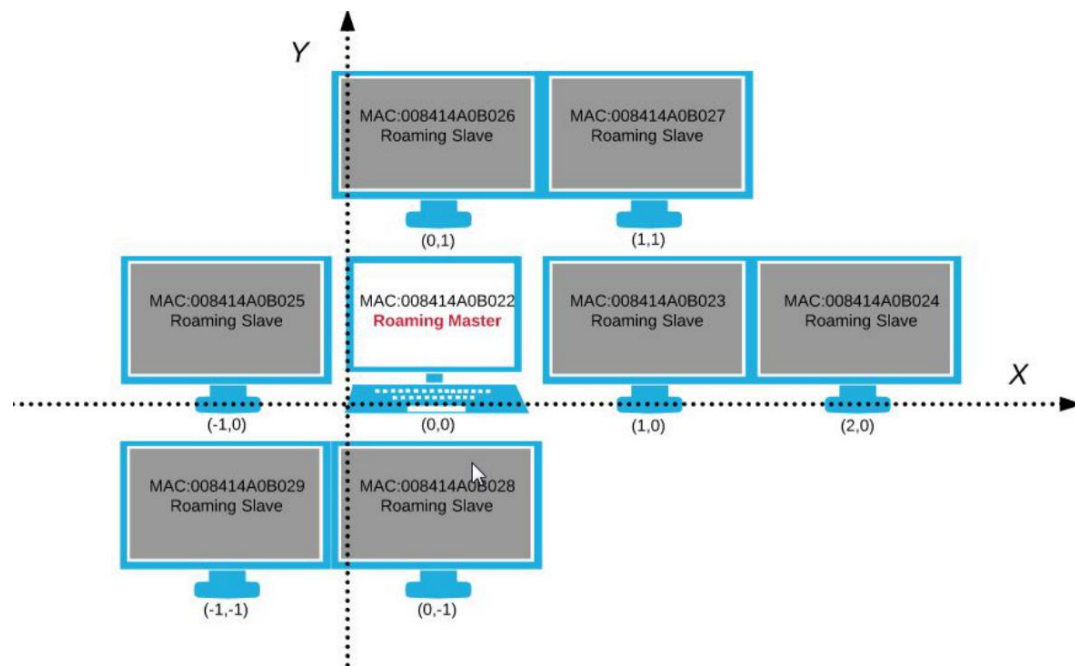 Y
MAC:008414A0B026
Roaming Slave
(0,1)
MAC:008414A0B027
Roaming Slave
(1,1)
MAC:008414A0B025
Roaming Slave
(-1,0)
MAC:008414A0B022
Roaming Master
(0,0)
MAC:008414A0B023
Roaming Slave
(1,0)
MAC:008414A0B024
Roaming Slave
(2,0)
X
MAC:008414A0B029
Roaming Slave
(-1,-1)
MAC:008414A0B028
Roaming Slave
(0,-1)